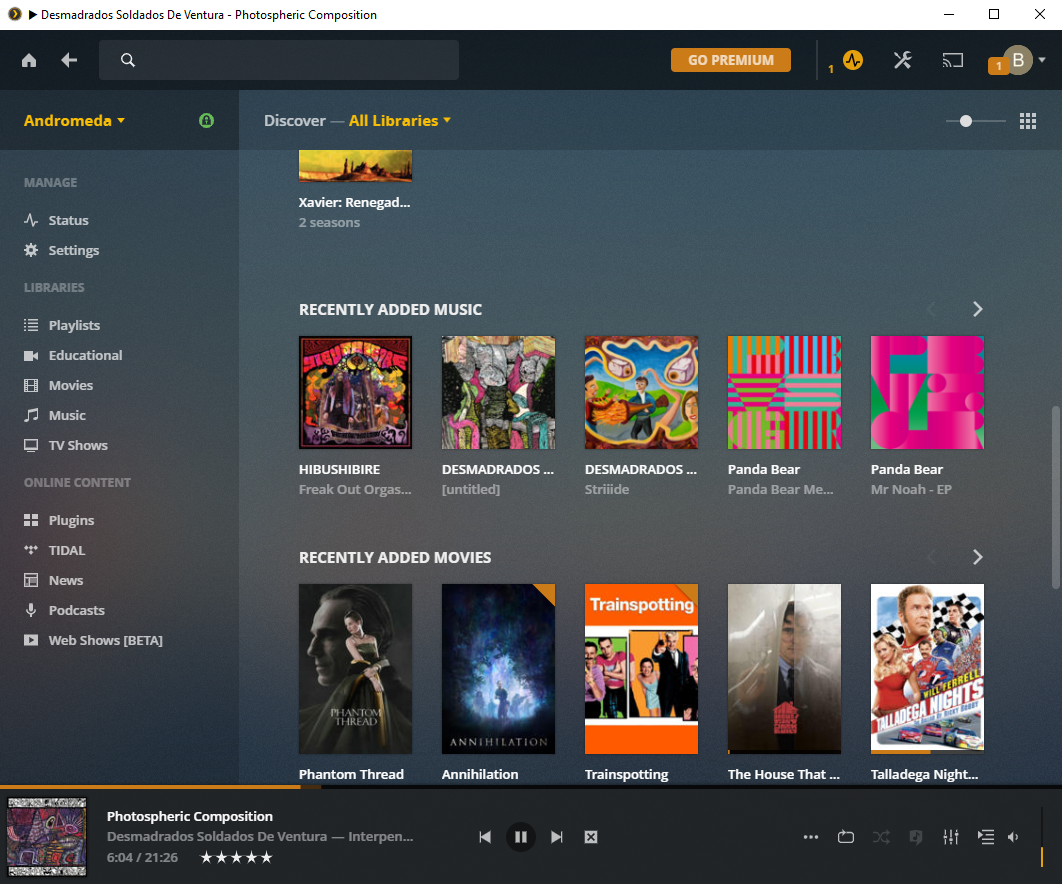 Desmadrados Soldados De Ventura - Photospheric Composition
GO PREMIUM
1
1
B
Andromeda
Discover — All Libraries
MANAGE
Status
Settings
LIBRARIES
Playlists
Educational
Movies
Music
TV Shows
ONLINE CONTENT
Plugins
TIDAL
News
Podcasts
Web Shows [BETA]
Xavier: Renegad...
2 seasons
RECENTLY ADDED MUSIC
HIBUSHIBIRE
Freak Out Orgas...
DESMADRADOS ...
[untitled]
DESMADRADOS ...
Striiide
Panda Bear
Panda Bear Me...
Panda Bear
Mr Noah - EP
RECENTLY ADDED MOVIES
PHANTOM
THREAD
ANNIHILATION
Trainspotting
WILL FERRELL
TALLADEGA NIGHTS
Phantom Thread
Annihilation
Trainspotting
The House That ...
Talladega Night...
Photospheric Composition
Desmadrados Soldados De Ventura — Interpen...
6:04 / 21:26